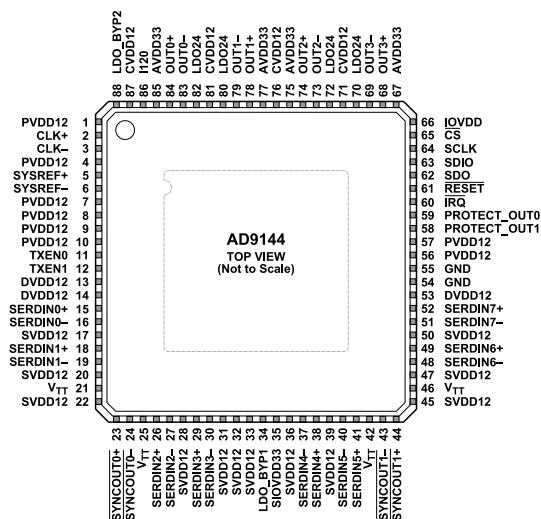 88 LDO_BYP2
87 CVDD12
86 I120
85 AVDD33
84 OUT0+
83 OUT0–
82 LDO24
81 CVDD12
80 LDO24
79 OUT1–
78 OUT1+
77 AVDD33
76 CVDD12
75 AVDD33
74 OUT2+
73 OUT2–
72 LDO24
71 CVDD12
70 LDO24
69 OUT3–
68 OUT3+
67 AVDD33
PVDD12 1
CLK+ 2
CLK– 3
PVDD12 4
SYSREF+ 5
SYSREF– 6
PVDD12 7
PVDD12 8
PVDD12 9
PVDD12 10
TXEN0 11
TXEN1 12
DVDD12 13
DVDD12 14
SERDIN0+ 15
SERDIN0– 16
SVDD12 17
SERDIN1+ 18
SERDIN1– 19
SVDD12 20
VTT 21
SVDD12 22
AD9144
TOP VIEW
(Not to Scale)
66 IOVDD
65 CS
64 SCLK
63 SDIO
62 SDO
61 RESET
60 IRQ
59 PROTECT_OUT0
58 PROTECT_OUT1
57 PVDD12
56 PVDD12
55 GND
54 GND
53 DVDD12
52 SERDIN7+
51 SERDIN7–
50 SVDD12
49 SERDIN6+
48 SERDIN6–
47 SVDD12
46 VTT
45 SVDD12
SYNCOUT0+ 23
SYNCOUT0– 24
VTT 25
SERDIN2+ 26
SERDIN2– 27
SVDD12 28
SERDIN3+ 29
SERDIN3– 30
SVDD12 31
SVDD12 32
SVDD12 33
LDO_BYP1 34
SIOVDD33 35
SVDD12 36
SERDIN4– 37
SERDIN4+ 38
SVDD12 39
SERDIN5– 40
SERDIN5+ 41
VTT 42
SYNCOUT1– 43
SYNCOUT1+ 44